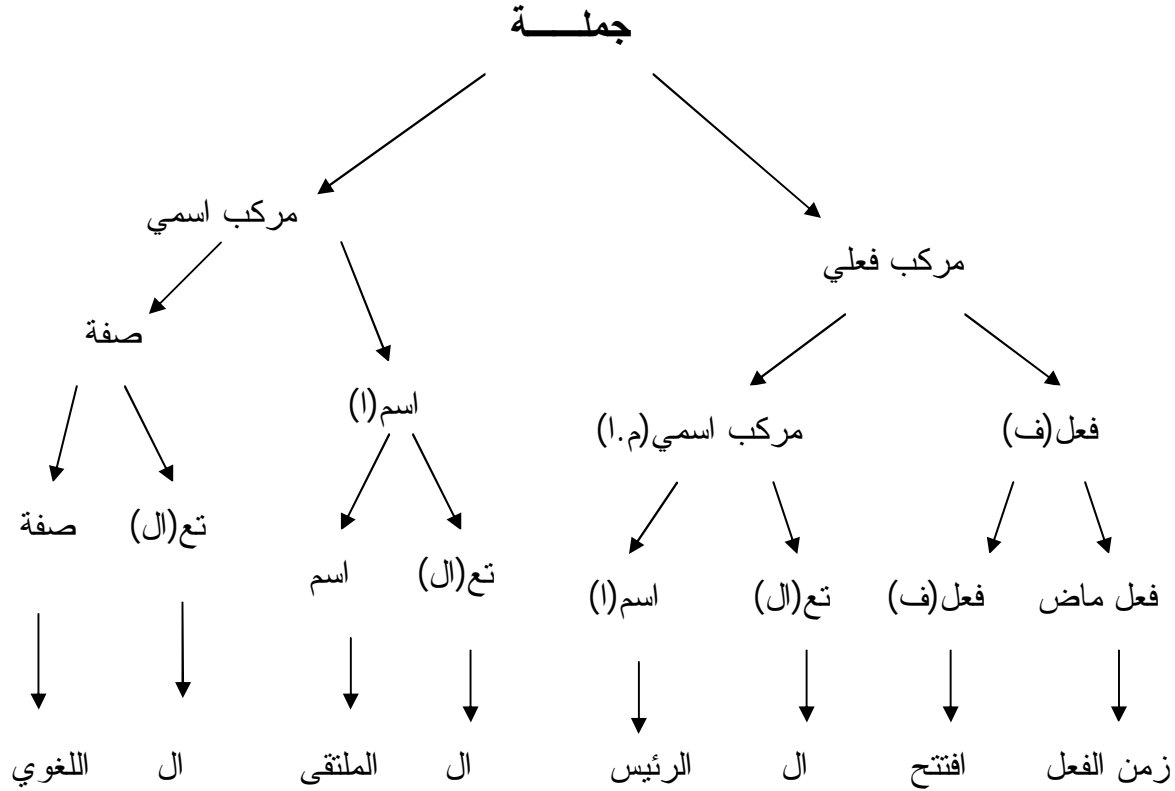 جملـــــة
مركب اسمي
مركب فعلي
صفة
اسم(ا)
مركب اسمي(م.ا)
فعل(ف)
صفة
تع(ال)
اسم
تع(ال)
اسم(ا)
تع(ال)
فعل(ف)
فعل ماض
زمن الفعل
افتتح
ال
الرئيس
ال
الملتقى
ال
اللغوي